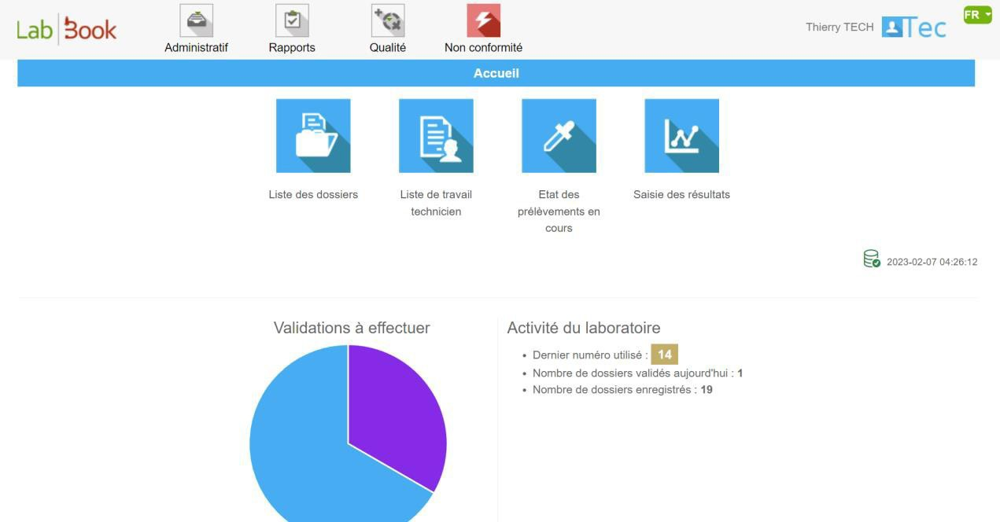 Lab Book
Administratif
Rapports
Qualité
Non conformité
Thierry TECH
Tec
FR
Accueil
Liste des dossiers
Liste de travail
technicien
Etat des
prélèvements en
cours
Saisie des résultats
2023-02-07 04:26:12
Validations à effectuer
Activité du laboratoire
Dernier numéro utilisé : 14
Nombre de dossiers validés aujourd'hui : 1
Nombre de dossiers enregistrés : 19